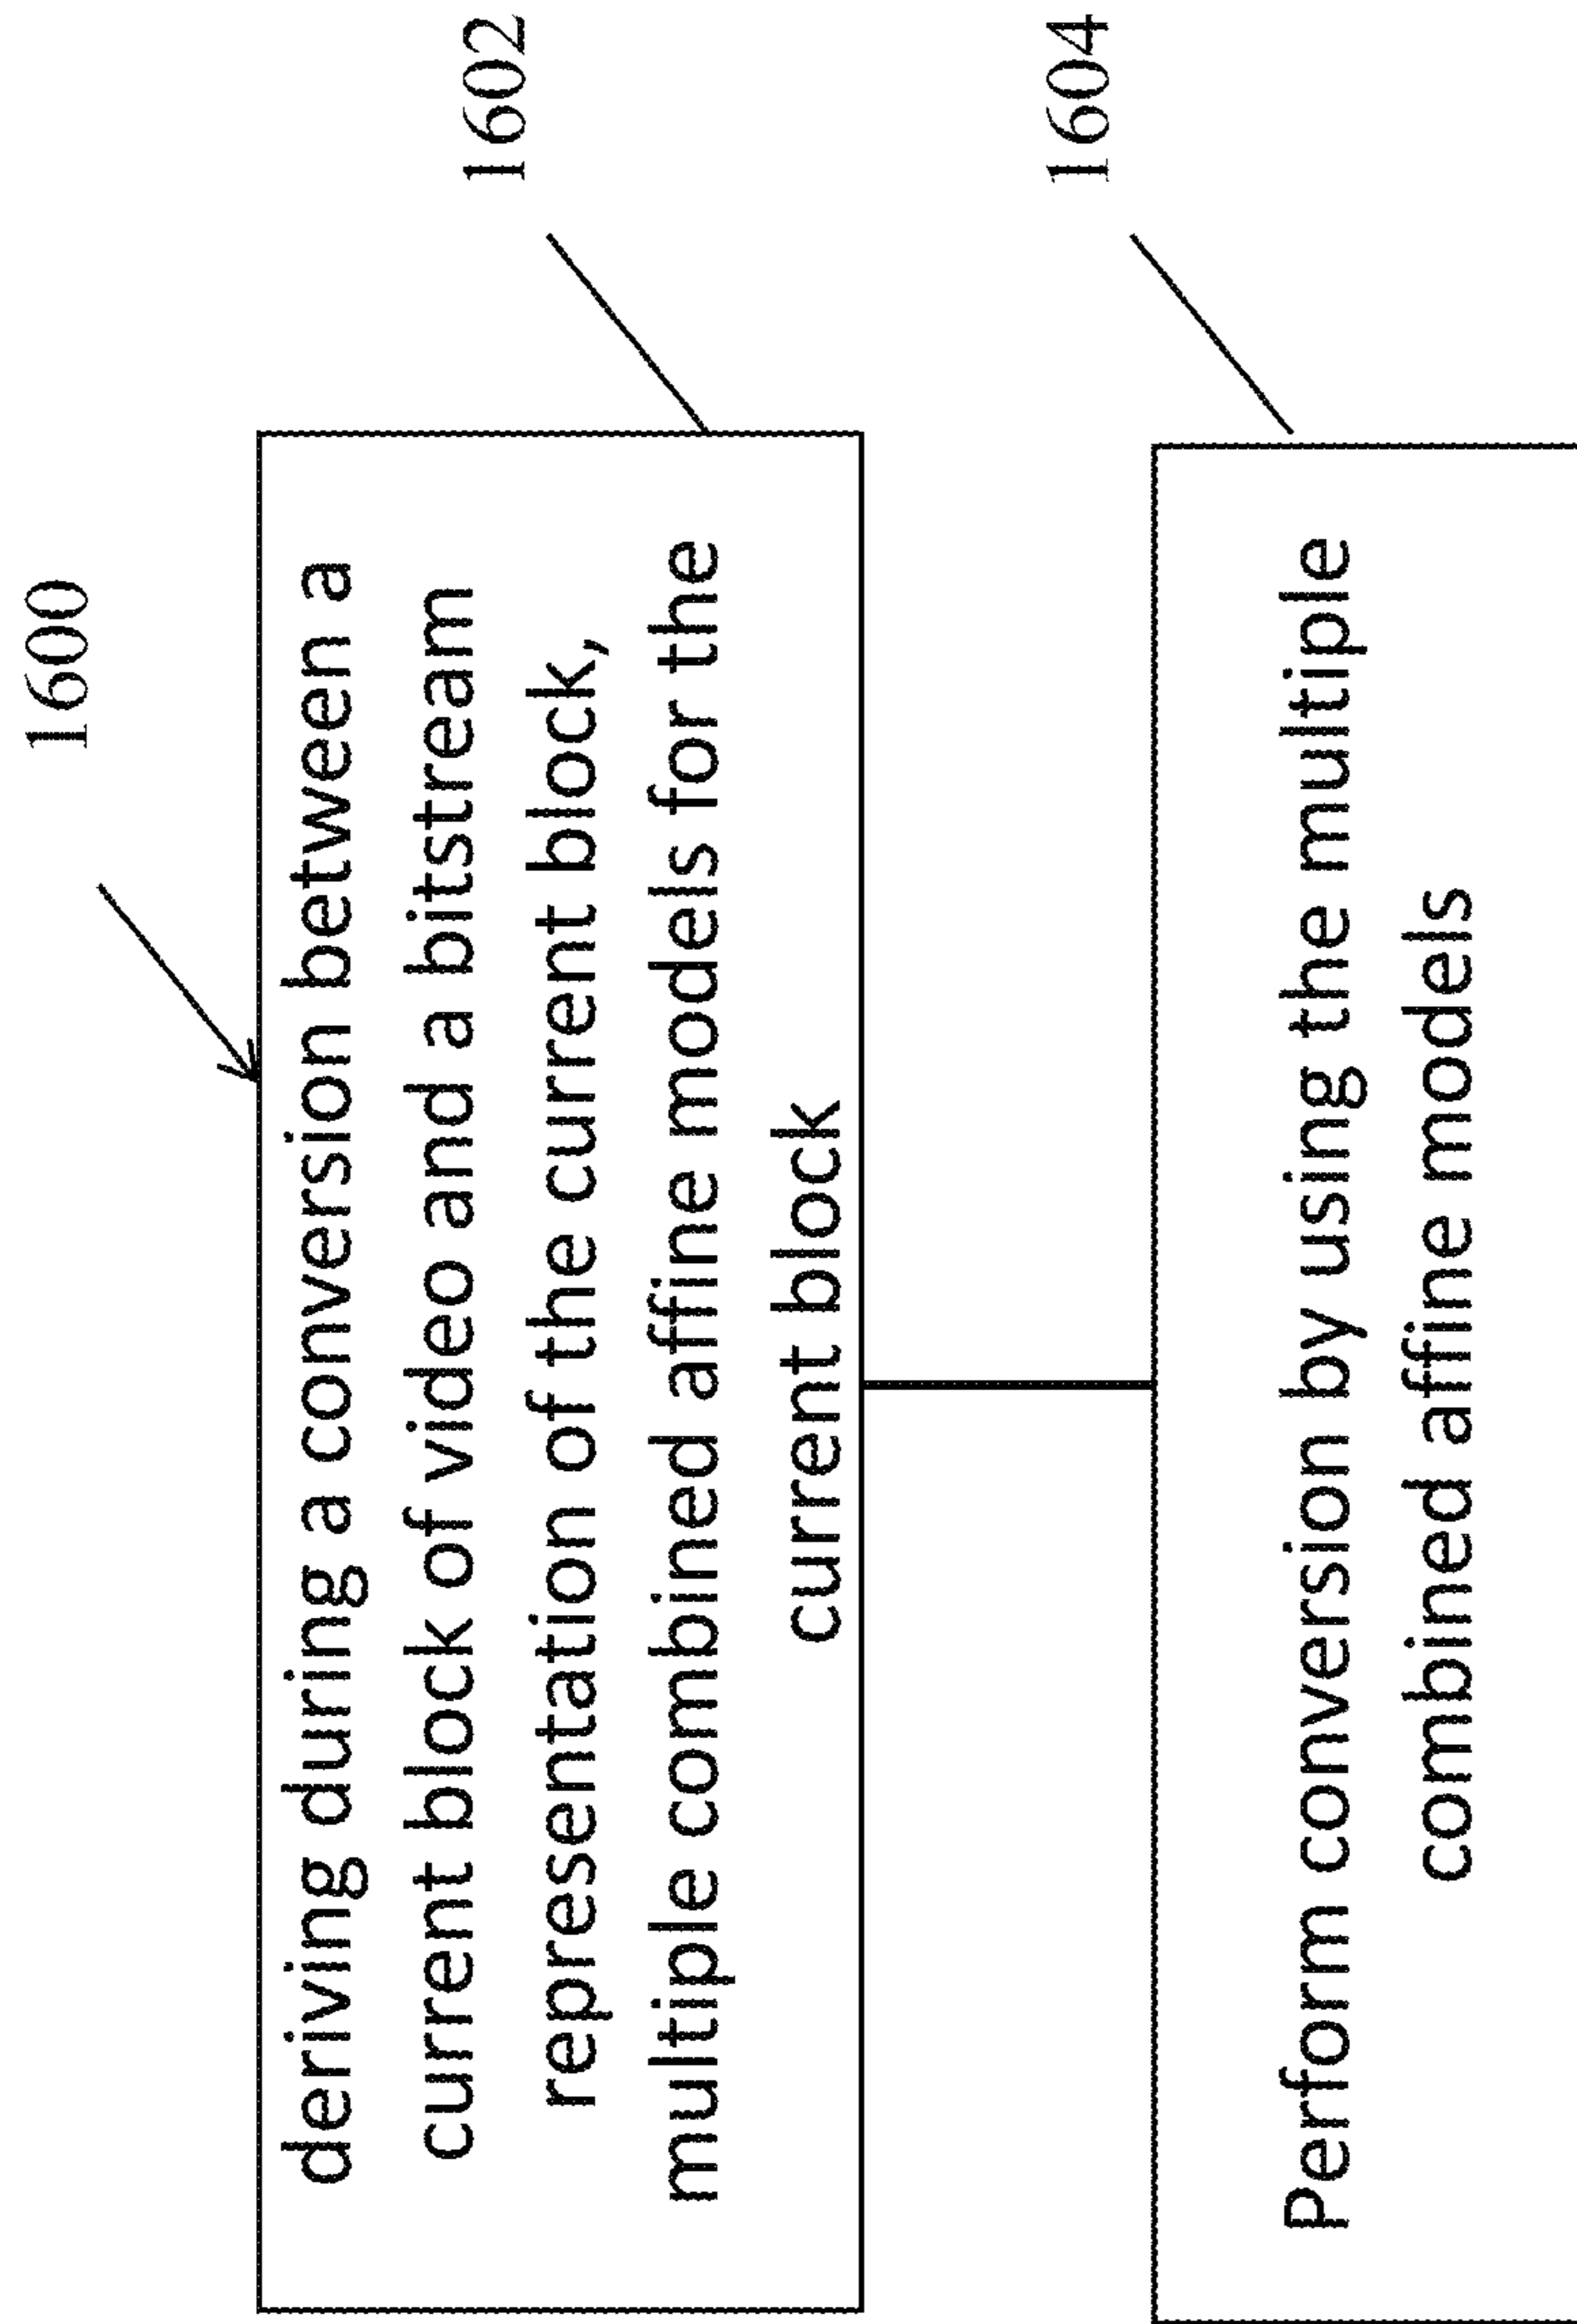 1600
1602
deriving during a conversion between a
current block of video and a bitstream
representation of the current block,
multiple combined affine models for the
current block
1604
Perform conversion by using the multiple
combined affine models